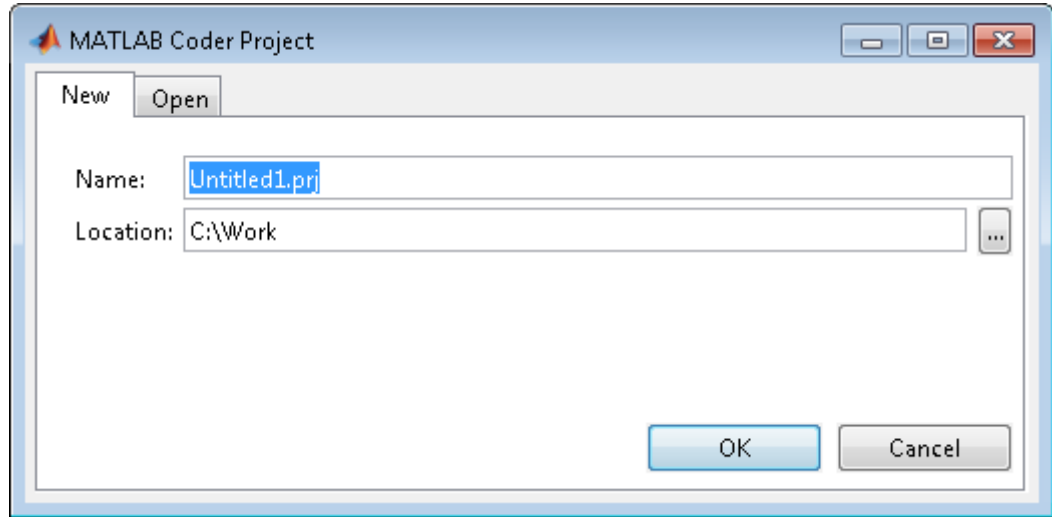 MATLAB Coder Project
New Open
Name: Untitled1.prj
Location: C:\Work ...
OK Cancel